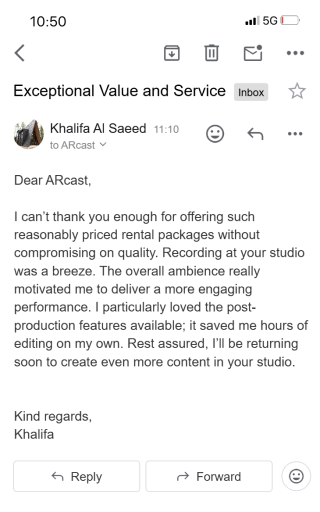 10:50
5G
Exceptional Value and Service Inbox
Khalifa Al Saeed 11:10
to ARcast
Dear ARcast,
I can’t thank you enough for offering such
reasonably priced rental packages without
compromising on quality. Recording at your studio
was a breeze. The overall ambience really
motivated me to deliver a more engaging
performance. I particularly loved the post-
production features available; it saved me hours of
editing on my own. Rest assured, I’ll be returning
soon to create even more content in your studio.
Kind regards,
Khalifa
Reply Forward